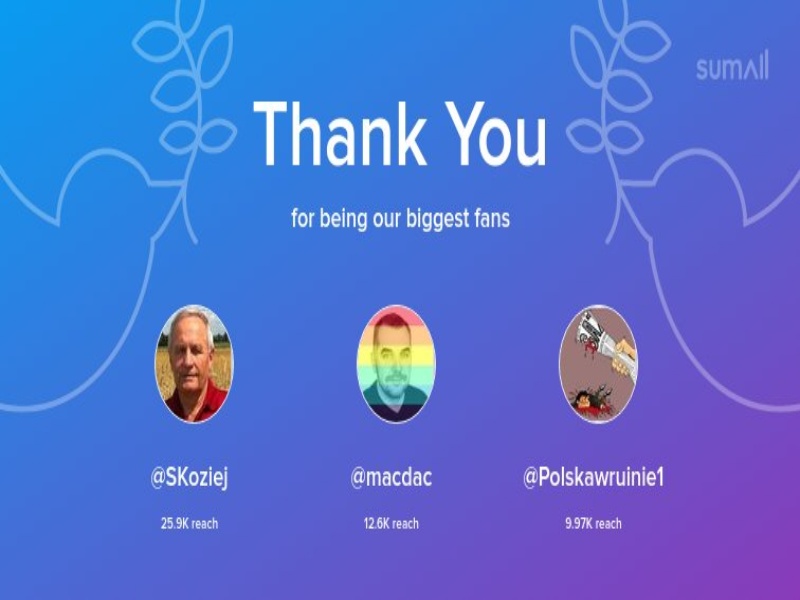 sumall
Thank You
for being our biggest fans
@SKoziej
@macdac
@Polskawruinie1
25.9K reach
12.6K reach
9.97K reach